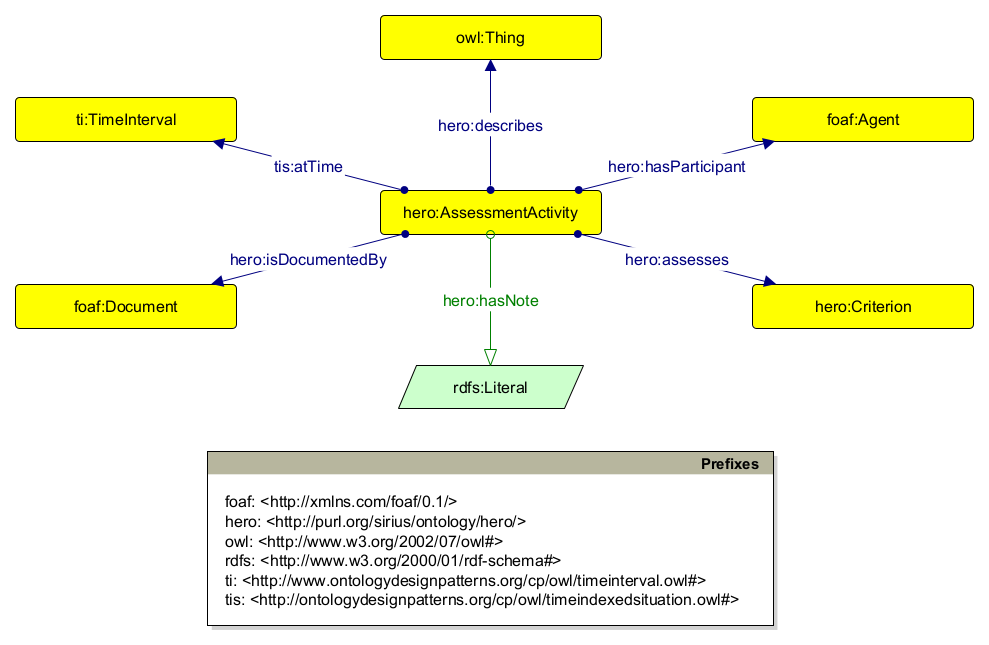 owl:Thing
ti:TimeInterval
foaf:Agent
hero:describes
tis:atTime
hero:hasParticipant
hero:AssessmentActivity
hero:isDocumentedBy
hero:assesses
foaf:Document
hero:hasNote
hero:Criterion
rdfs:Literal
Prefixes
foaf: <http://xmlns.com/foaf/0.1/>
hero: <http://purl.org/sirius/ontology/hero/>
owl: <http://www.w3.org/2002/07/owl#>
rdfs: <http://www.w3.org/2000/01/rdf-schema#>
ti: <http://www.ontologydesignpatterns.org/cp/owl/timeinterval.owl#>
tis: <http://ontologydesignpatterns.org/cp/owl/timeindexedsituation.owl#>